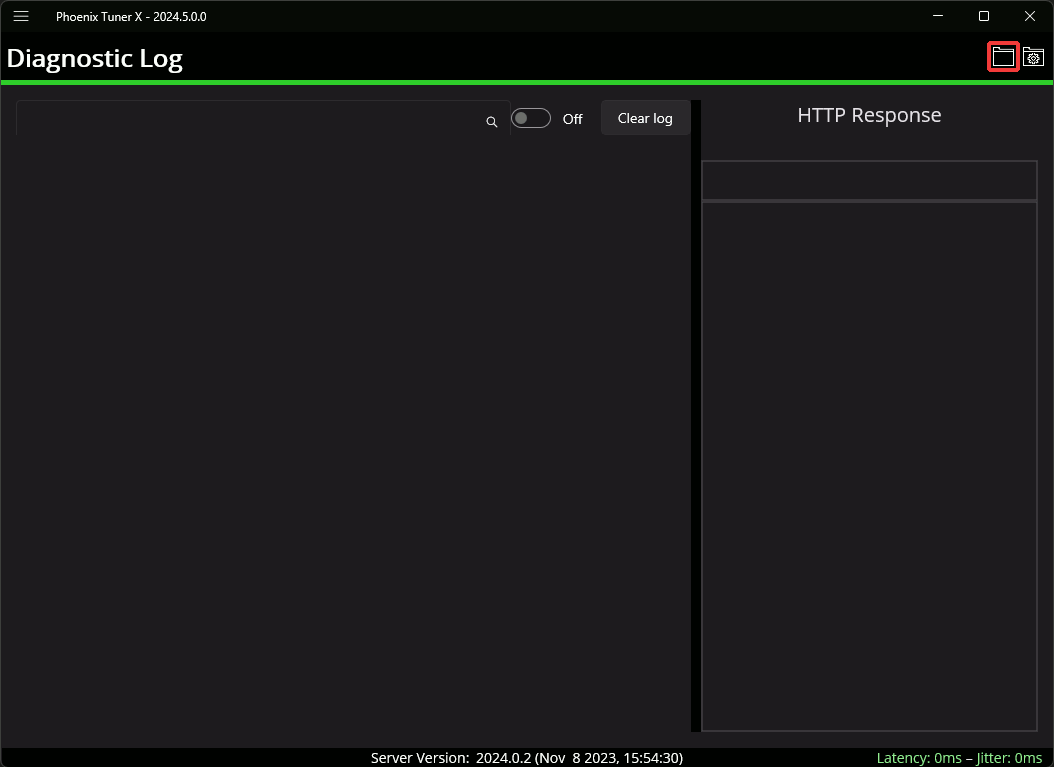 Phoenix Tuner X - 2024.5.0.0
Diagnostic Log
Off
Clear log
HTTP Response
Server Version: 2024.0.2 (Nov  8 2023, 15:54:30)
Latency: 0ms – Jitter: 0ms